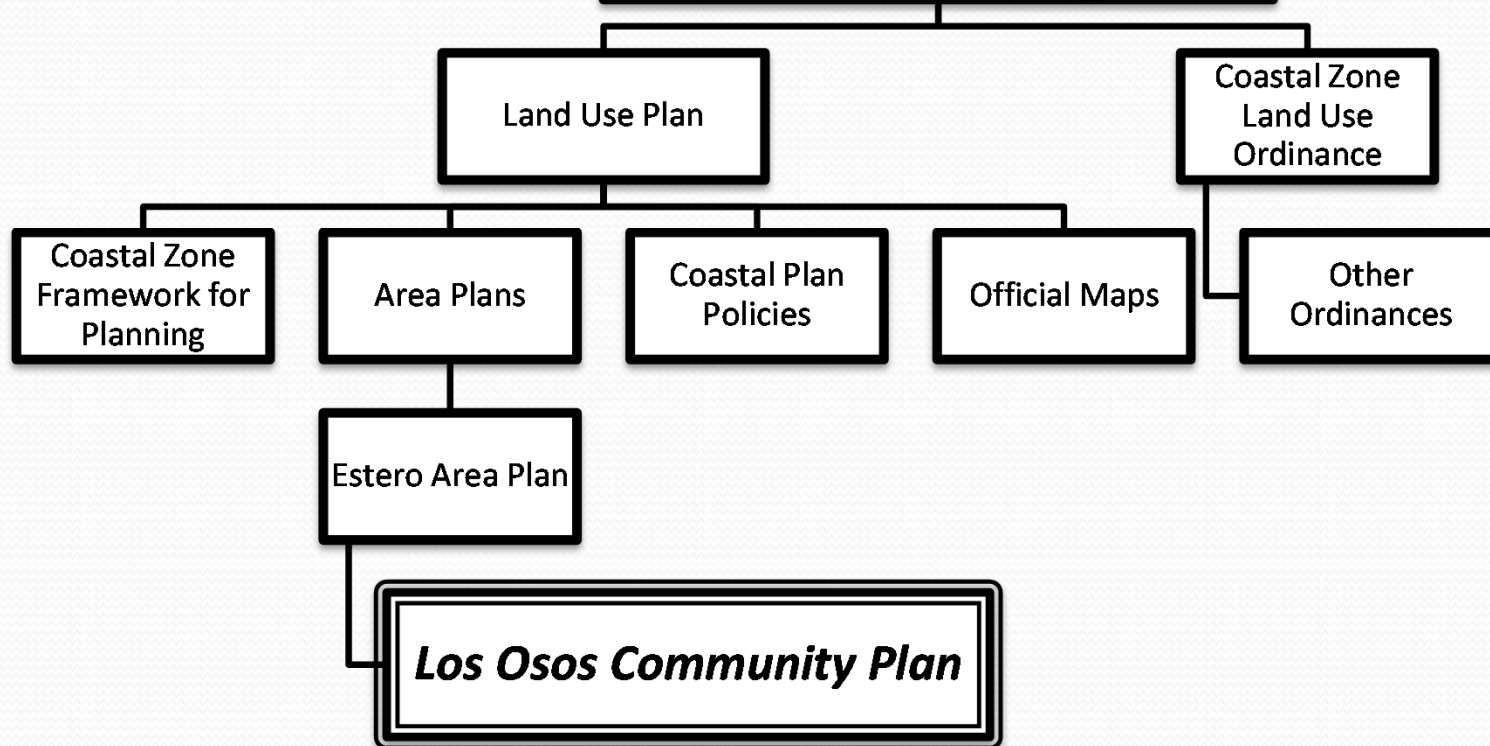 Land Use Plan
Coastal Zone
Land Use
Ordinance
Coastal Zone
Framework for
Planning
Area Plans
Coastal Plan
Policies
Official Maps
Other
Ordinances
Estero Area Plan
Los Osos Community Plan